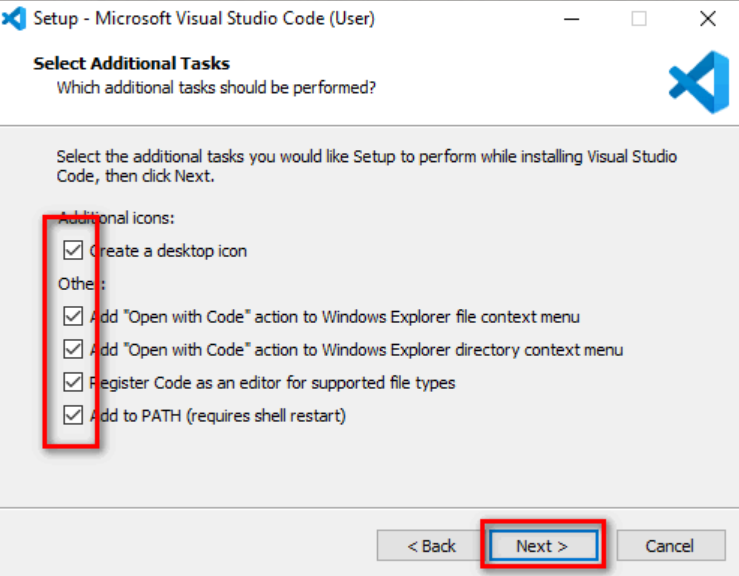 Setup - Microsoft Visual Studio Code (User)
Select Additional Tasks
Which additional tasks should be performed?
Select the additional tasks you would like Setup to perform while installing Visual Studio
Code, then click Next.
Additional icons:
Create a desktop icon
Other:
Add "Open with Code" action to Windows Explorer file context menu
Add "Open with Code" action to Windows Explorer directory context menu
Register Code as an editor for supported file types
Add to PATH (requires shell restart)
< Back Next > Cancel